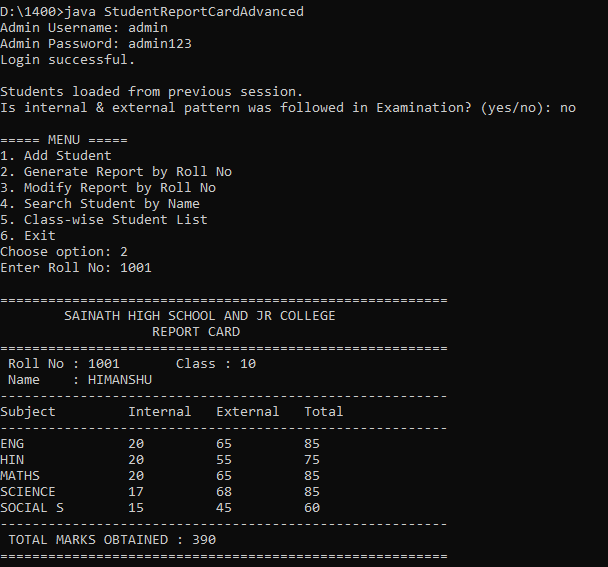 D:\1400>java StudentReportCardAdvanced
Admin Username: admin
Admin Password: admin123
Login successful.
Students loaded from previous session.
Is internal & external pattern was followed in Examination? (yes/no): no
===== MENU =====
1. Add Student
2. Generate Report by Roll No
3. Modify Report by Roll No
4. Search Student by Name
5. Class-wise Student List
6. Exit
Choose option: 2
Enter Roll No: 1001
========================================================
        SAINATH HIGH SCHOOL AND JR COLLEGE
                   REPORT CARD
========================================================
 Roll No : 1001       Class : 10
 Name    : HIMANSHU
--------------------------------------------------------
Subject         Internal   External   Total
--------------------------------------------------------
ENG             20         65         85
HIN             20         55         75
MATHS           20         65         85
SCIENCE         17         68         85
SOCIAL S        15         45         60
--------------------------------------------------------
 TOTAL MARKS OBTAINED : 390
========================================================